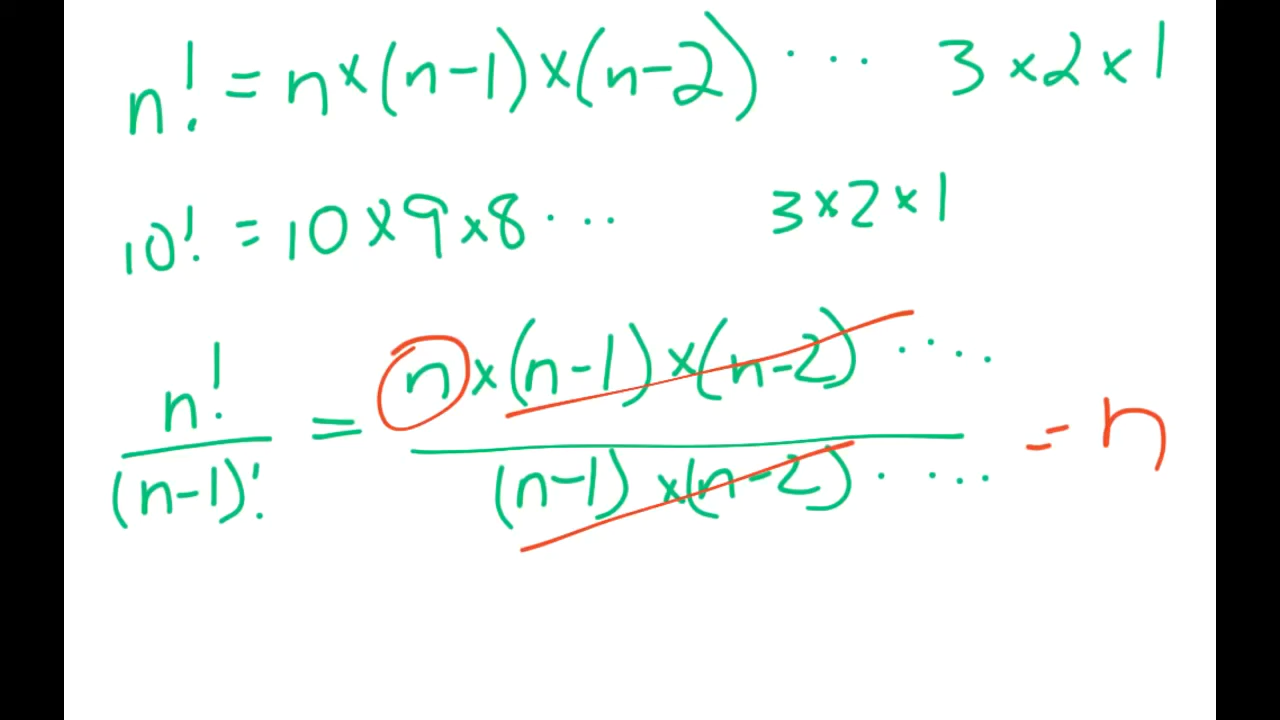 n! = n×(n-1)×(n-2) ··· 3×2×1
10! = 10×9×8 ··· 3×2×1
n!/(n-1)! = n×(n-1)×(n-2) ····/(n-1)×(n-2) ···· = n